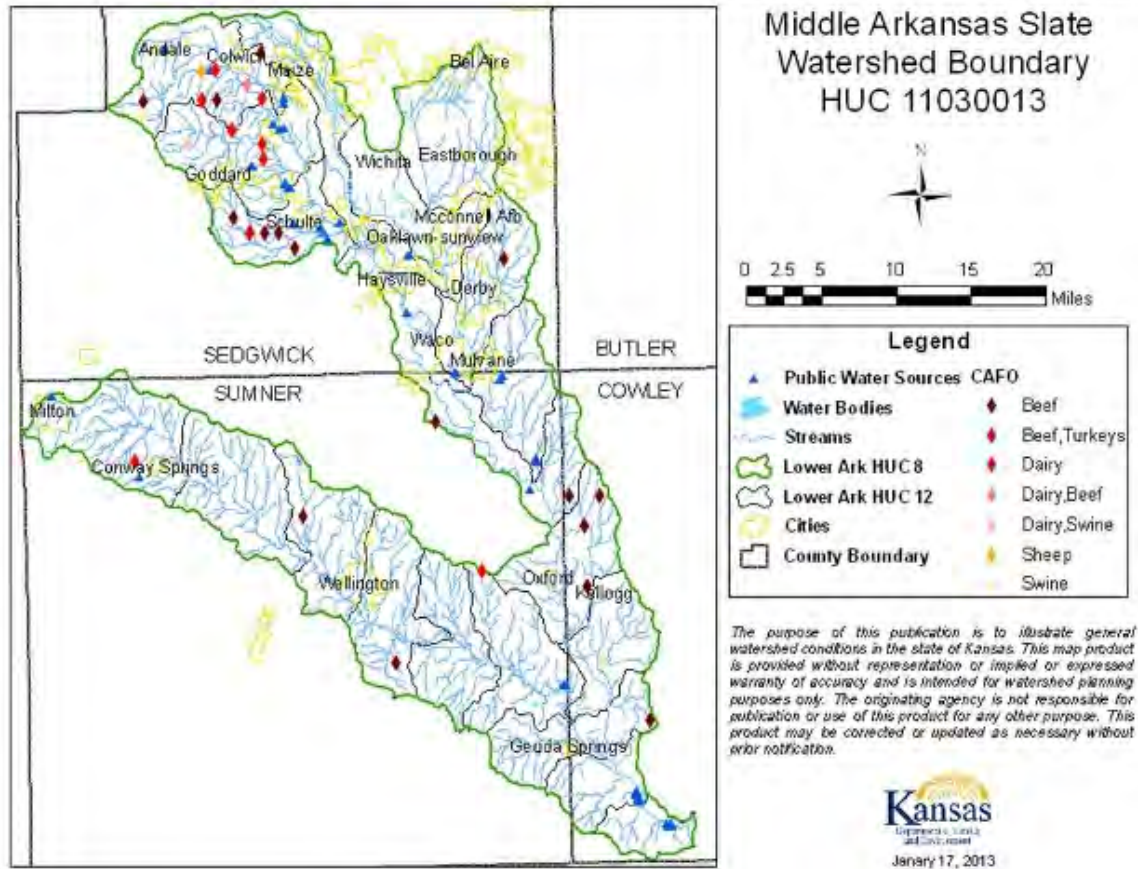 Middle Arkansas Slate
Watershed Boundary
HUC 11030013
N
0 2.5 5 10 15 20
Miles
Legend
Public Water Sources
Water Bodies
Streams
Lower Ark HUC 8
Lower Ark HUC 12
Cities
County Boundary
CAFO
Beef
Beef,Turkeys
Dairy
Dairy,Beef
Dairy,Swine
Sheep
Swine
The purpose of this publication is to illustrate general
watershed conditions in the state of Kansas. This map product
is provided without representation or implied or expressed
warranty of accuracy and is intended for watershed planning
purposes only. The originating agency is not responsible for
publication or use of this product for any other purpose. This
product may be corrected or updated as necessary without
prior notification.
Kansas
Janary 17, 2013
Andale
Colwich
Maize
Bel Aire
Wichita
Eastborough
Goddard
Schulte
Mcconnell Afb
Oaklawn-sunview
Haysville
Derby
Waco
Mulvane
SEDGWICK
BUTLER
SUMNER
COWLEY
Milton
Conway Springs
Wellington
Oxford
Kellogg
Geuda Springs